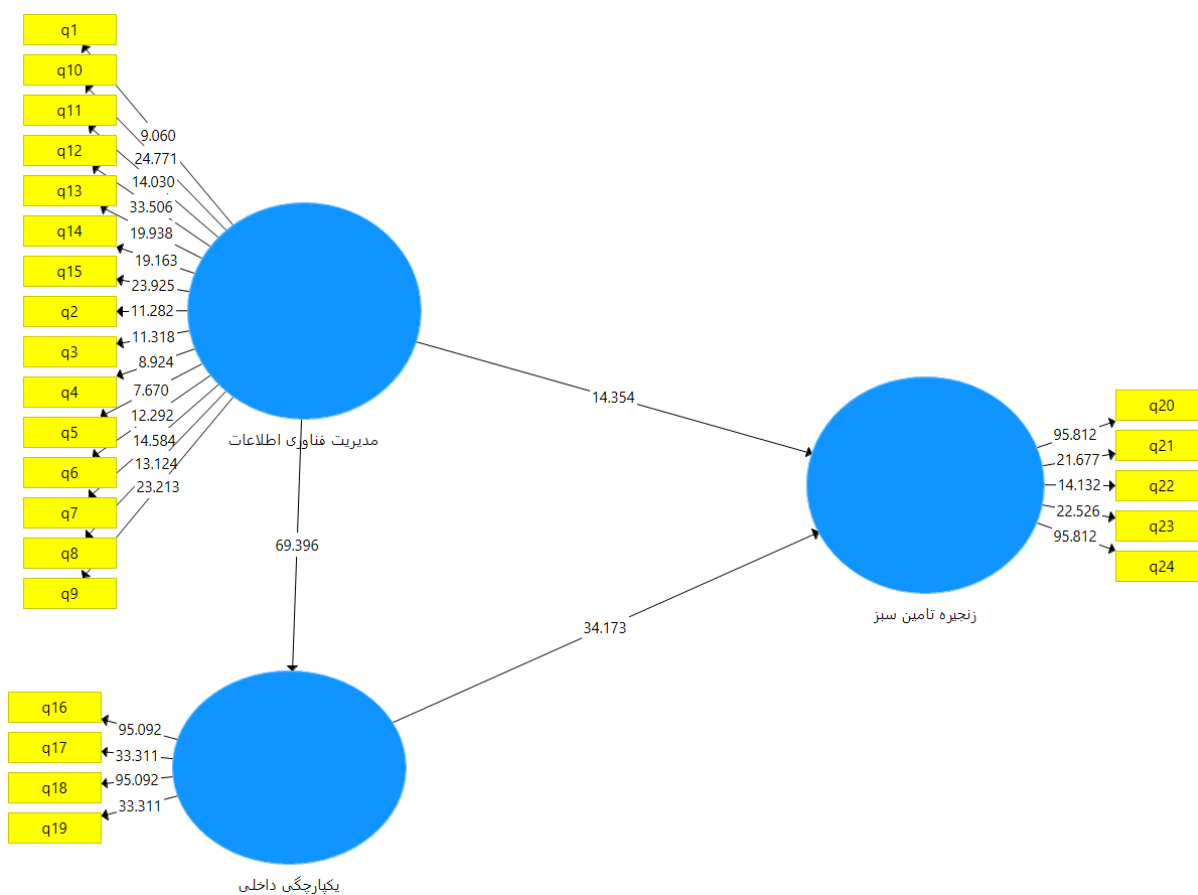 q1
q10
q11
q12
q13
q14
q15
q2
q3
q4
q5
q6
q7
q8
q9
9.060
24.771
14.030
33.506
19.938
19.163
23.925
11.282
11.318
8.924
7.670
12.292
14.584
13.124
23.213
مدیریت فناوری اطلاعات
14.354
69.396
34.173
95.812
21.677
14.132
22.526
95.812
q20
q21
q22
q23
q24
زنجیره تامین سبز
q16
q17
q18
q19
95.092
33.311
95.092
33.311
یکپارچگی داخلی